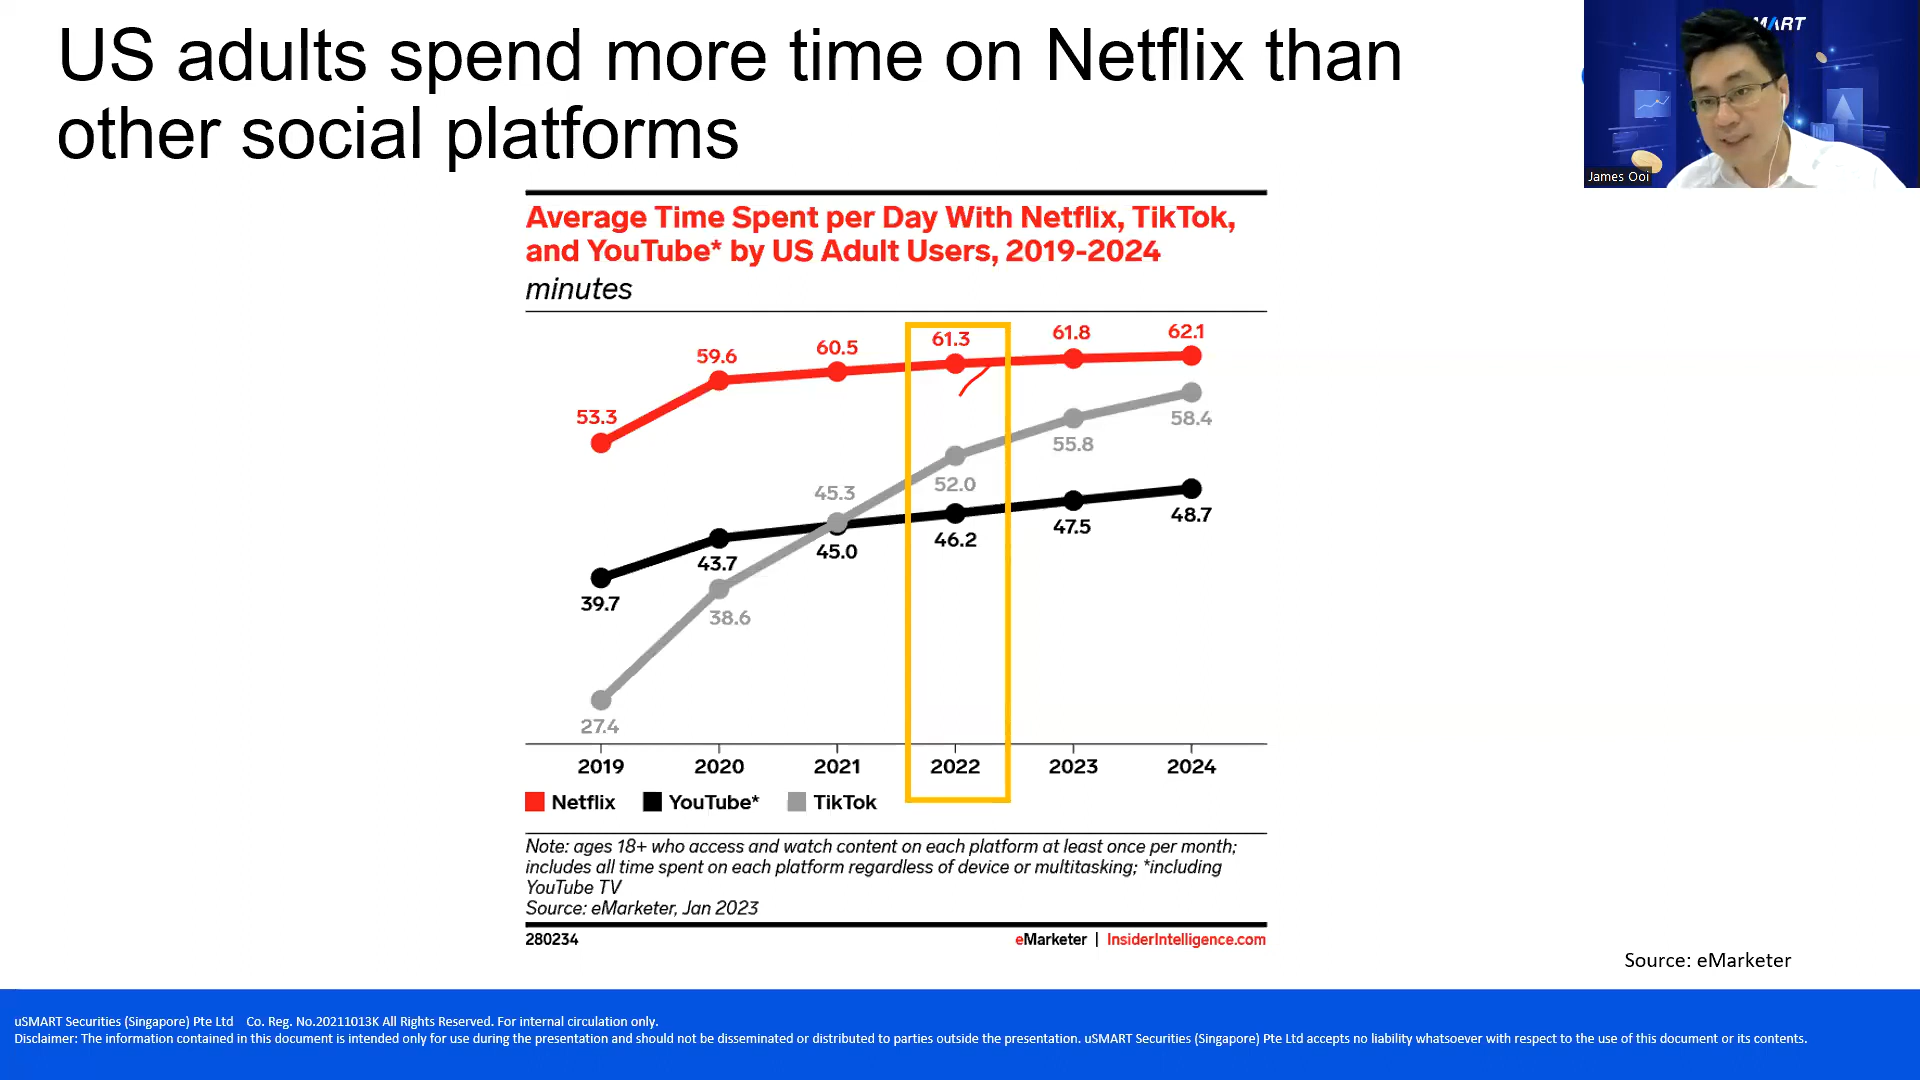 US adults spend more time on Netflix than
other social platforms
MART
James Ooi
Average Time Spent per Day With Netflix, TikTok,
and YouTube* by US Adult Users, 2019-2024
minutes
53.3
59.6
60.5
61.3
61.8
62.1
45.3
52.0
55.8
58.4
39.7
43.7
45.0
46.2
47.5
48.7
27.4
38.6
2019 2020 2021 2022 2023 2024
Netflix YouTube* TikTok
Note: ages 18+ who access and watch content on each platform at least once per month;
includes all time spent on each platform regardless of device or multitasking; *including
YouTube TV
Source: eMarketer, Jan 2023
280234
eMarketer | InsiderIntelligence.com
Source: eMarketer
uSMART Securities (Singapore) Pte Ltd Co. Reg. No.20211013K All Rights Reserved. For internal circulation only.
Disclaimer: The information contained in this document is intended only for use during the presentation and should not be disseminated or distributed to parties outside the presentation. uSMART Securities (Singapore) Pte Ltd accepts no liability whatsoever with respect to the use of this document or its contents.